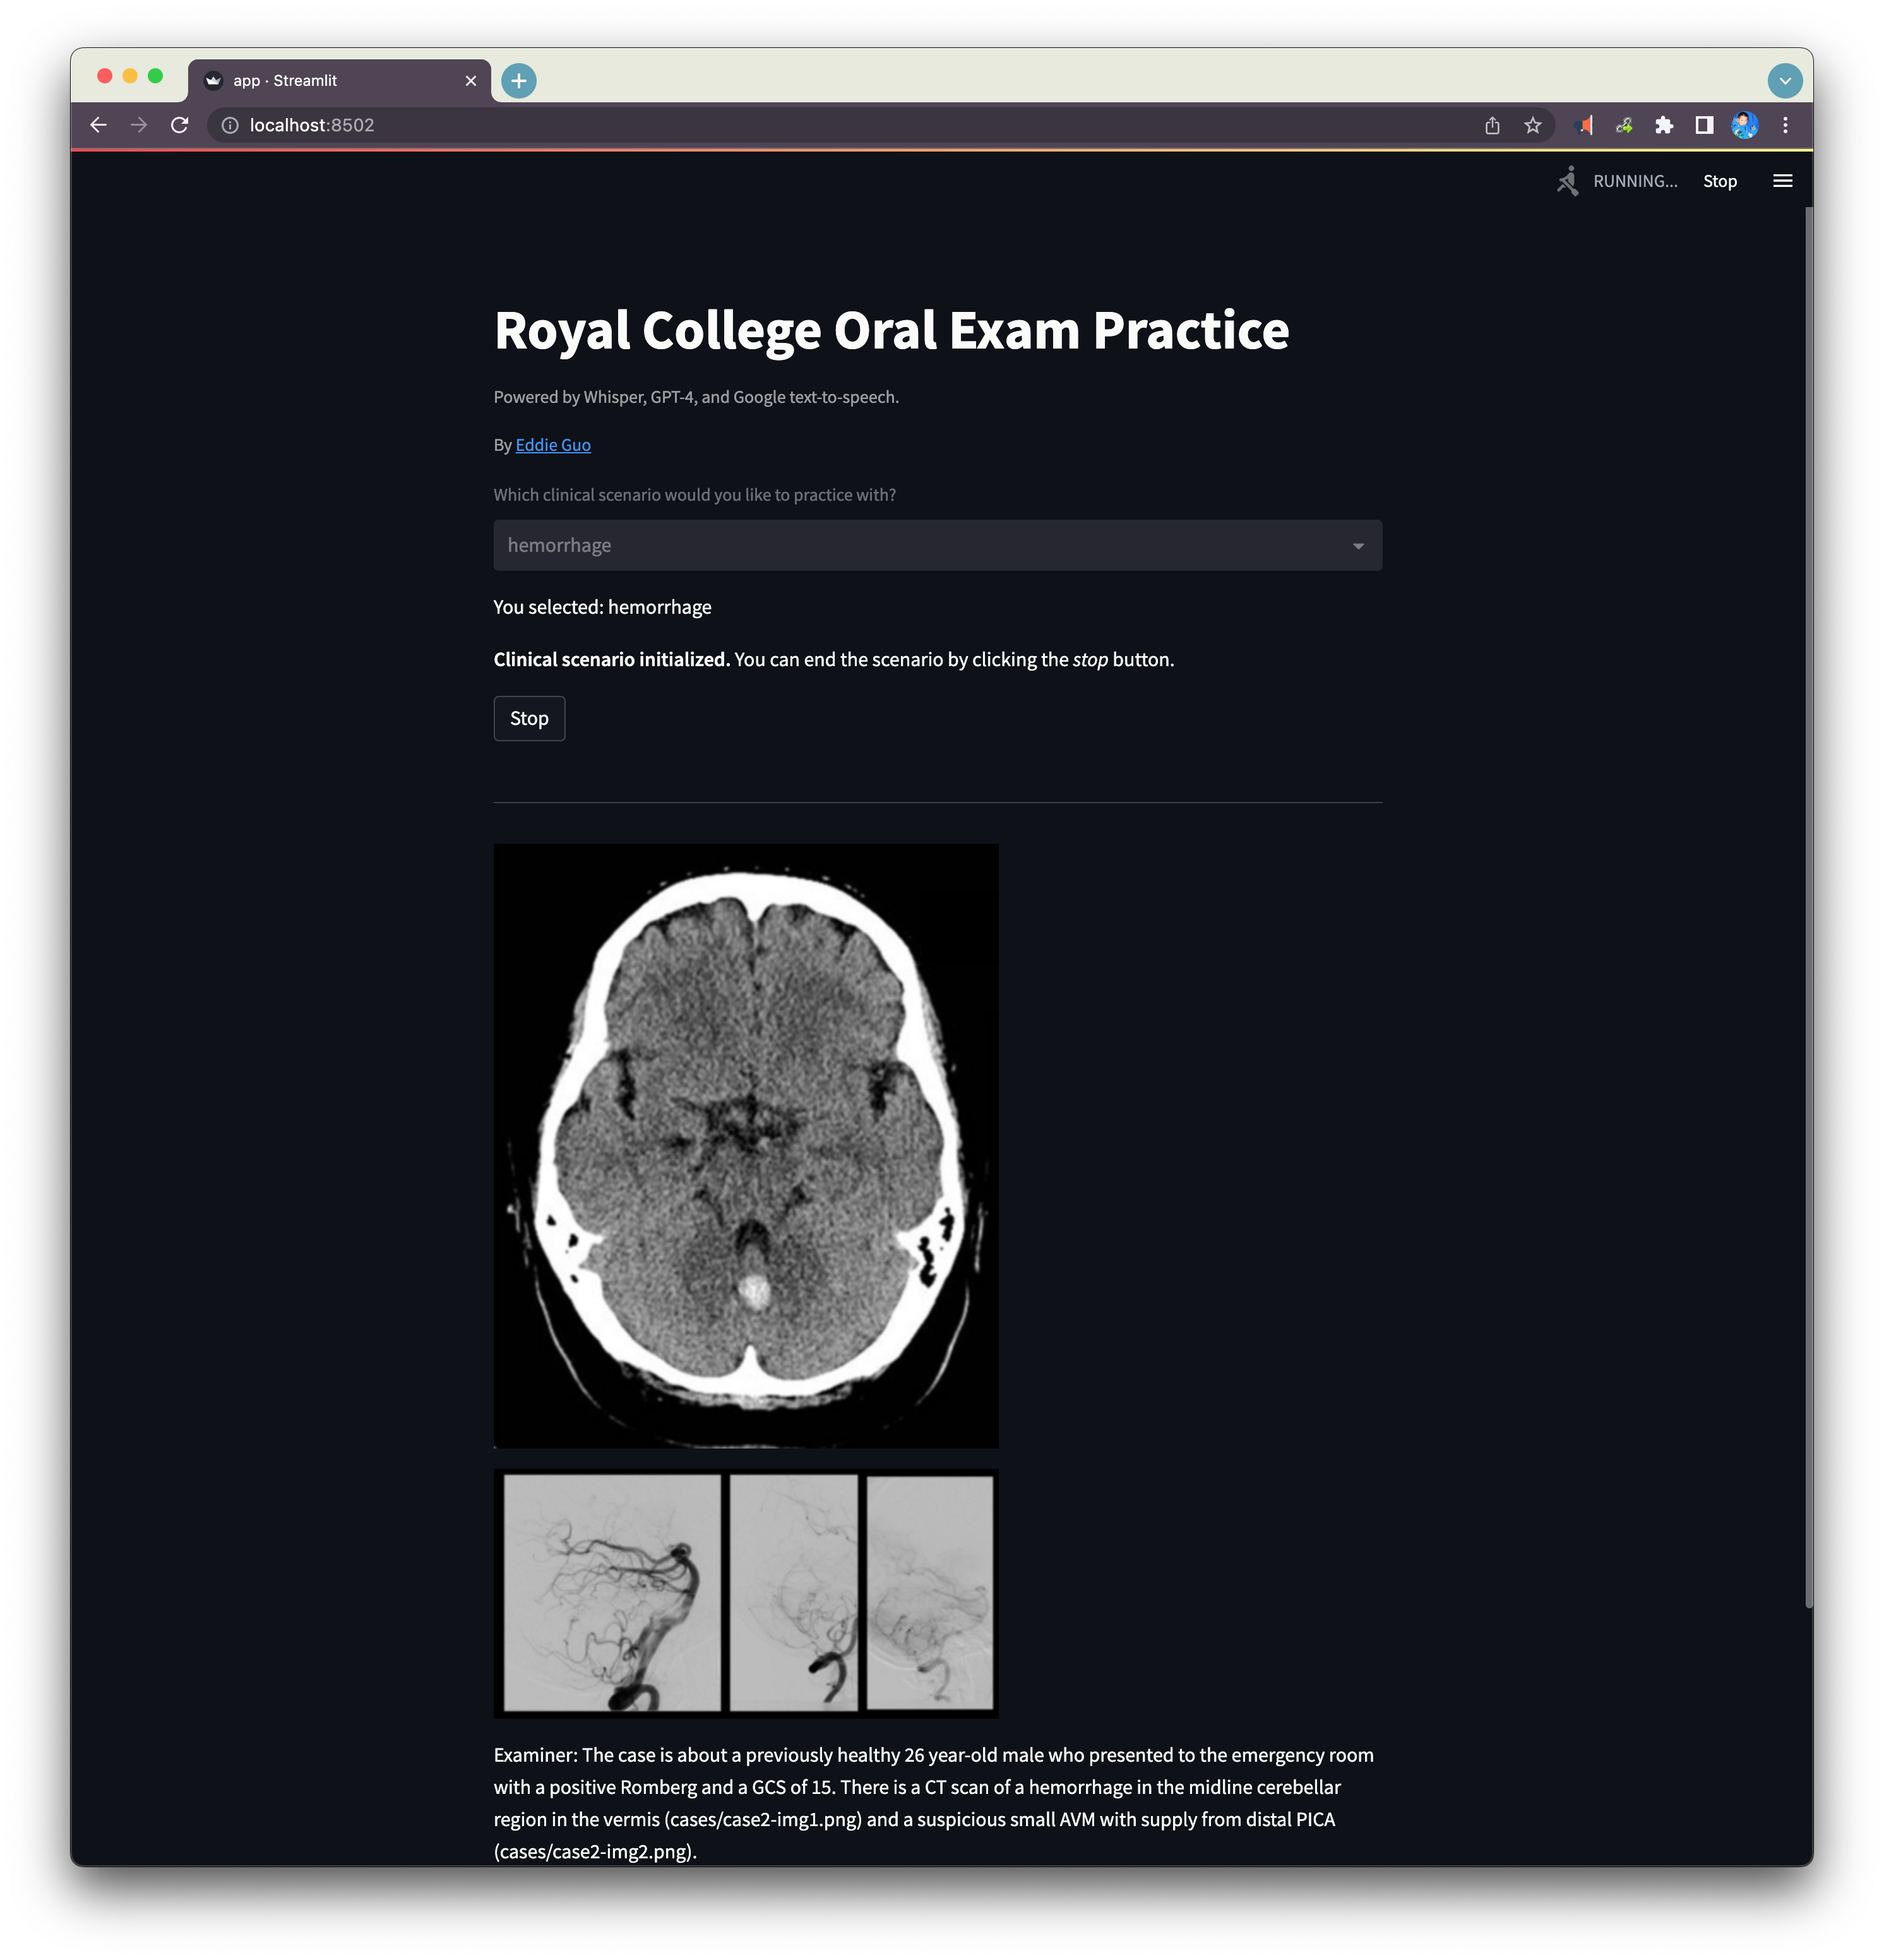 app · Streamlit
localhost:8502
RUNNING... Stop
Royal College Oral Exam Practice
Powered by Whisper, GPT-4, and Google text-to-speech.
By Eddie Guo
Which clinical scenario would you like to practice with?
hemorrhage
You selected: hemorrhage
Clinical scenario initialized. You can end the scenario by clicking the stop button.
Stop
Examiner: The case is about a previously healthy 26 year-old male who presented to the emergency room
with a positive Romberg and a GCS of 15. There is a CT scan of a hemorrhage in the midline cerebellar
region in the vermis (cases/case2-img1.png) and a suspicious small AVM with supply from distal PICA
(cases/case2-img2.png).